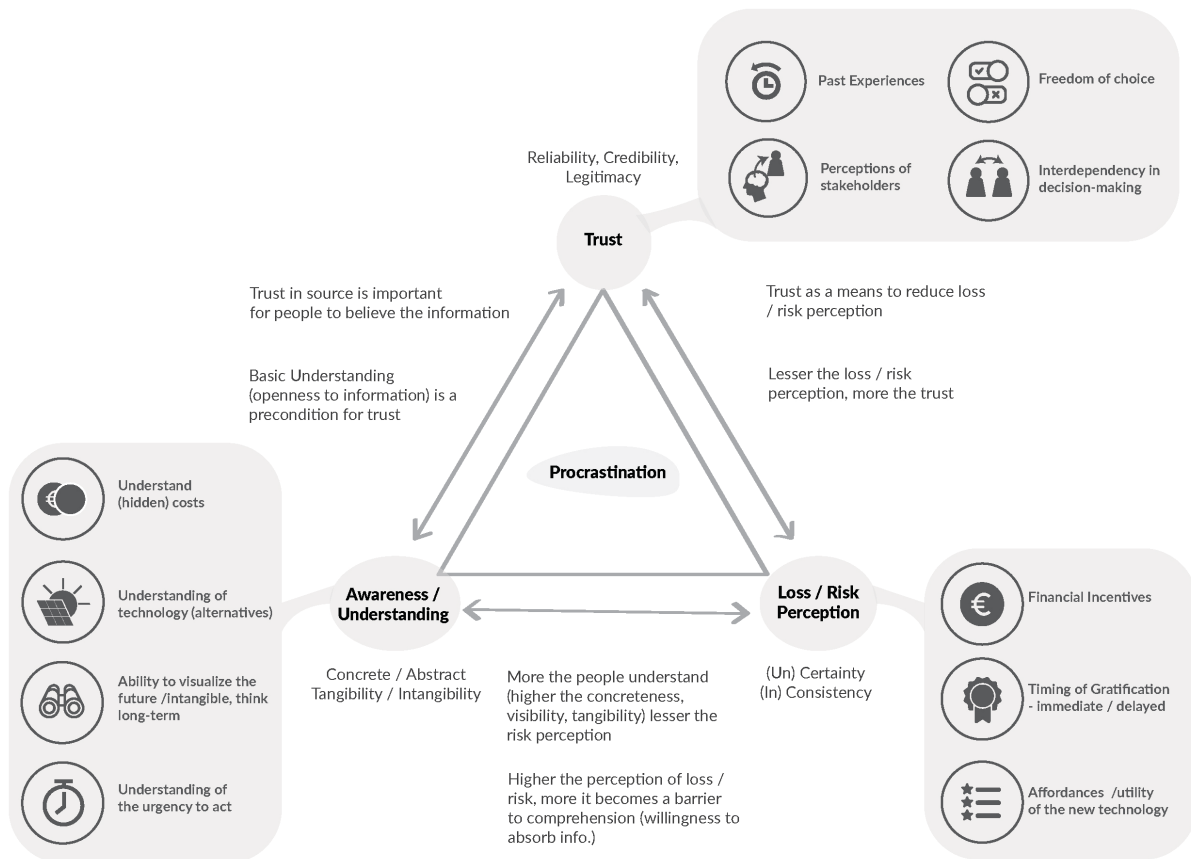 Past Experiences
Freedom of choice
Perceptions of
stakeholders
Interdependency in
decision-making
Reliability, Credibility,
Legitimacy
Trust
Trust in source is important
for people to believe the information
Basic Understanding
(openness to information) is a
precondition for trust
Trust as a means to reduce loss
/ risk perception
Lesser the loss / risk
perception, more the trust
Procrastination
Understand
(hidden) costs
Understanding of
technology (alternatives)
Ability to visualize the
future /intangible, think
long-term
Understanding of
the urgency to act
Awareness /
Understanding
Concrete / Abstract
Tangibility / Intangibility
More the people understand
(higher the concreteness,
visibility, tangibility) lesser the
risk perception
Higher the perception of loss /
risk, more it becomes a barrier
to comprehension (willingness to
absorb info.)
Loss / Risk
Perception
(Un) Certainty
(In) Consistency
€
Financial Incentives
Timing of Gratification
- immediate / delayed
Affordances /utility
of the new technology
€